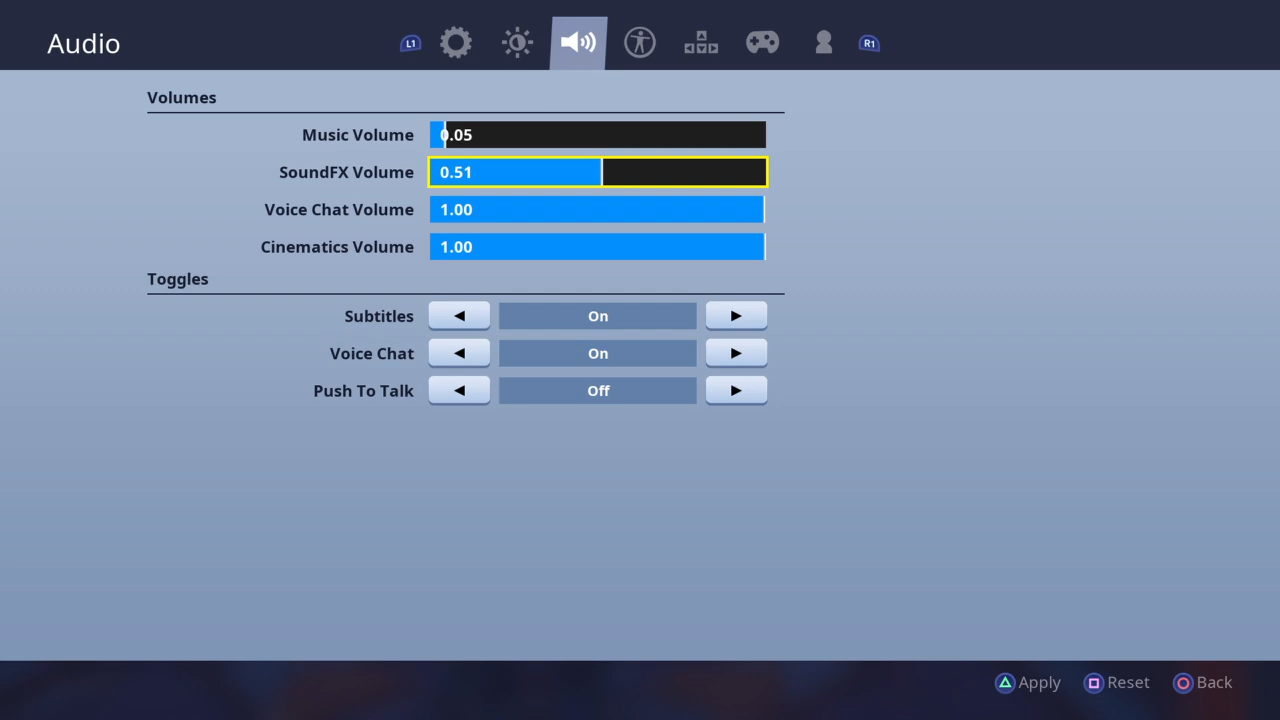 Audio
L1
R1
Volumes
Music Volume 0.05
SoundFX Volume 0.51
Voice Chat Volume 1.00
Cinematics Volume 1.00
Toggles
Subtitles On
Voice Chat On
Push To Talk Off
Apply Reset Back